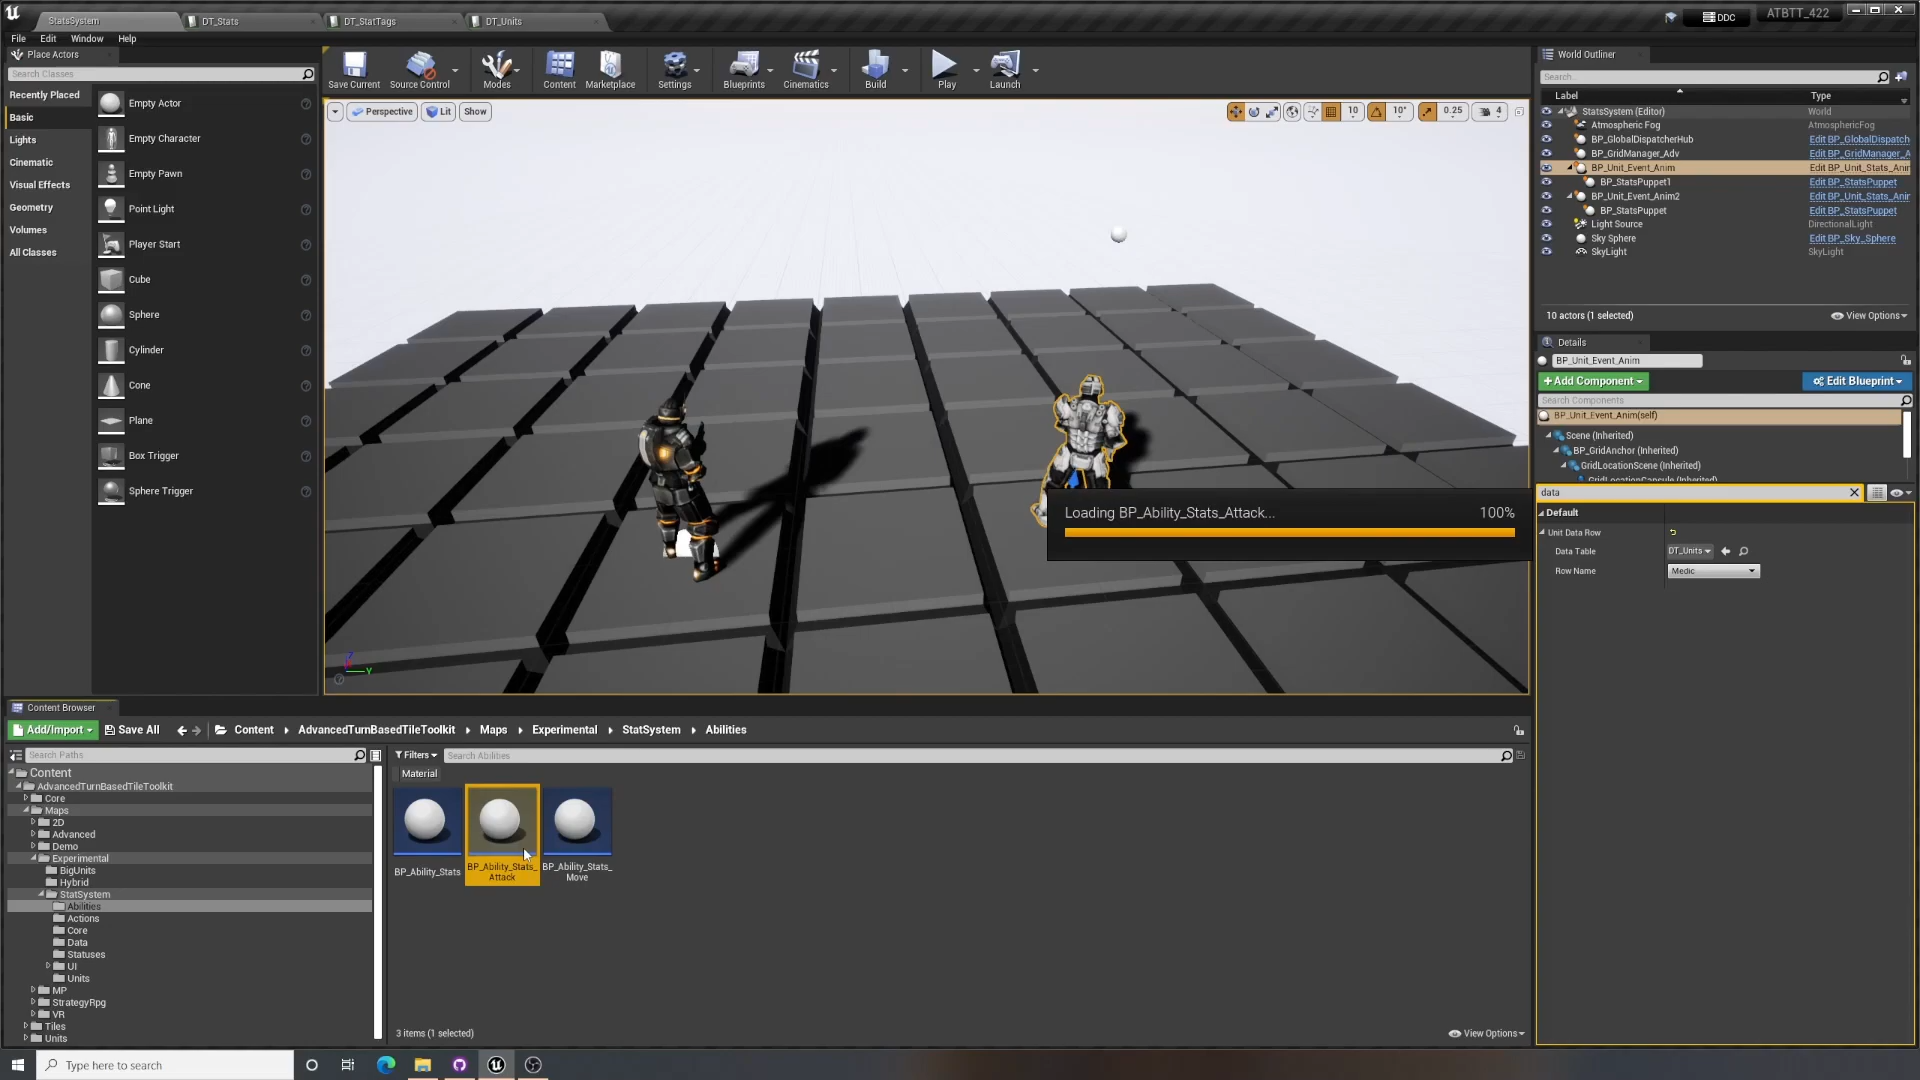 StatsSystem
DT_Stats
DT_StatTags
DT_Units
DDC
ATBTT_422
File Edit Window Help
Place Actors
Search Classes
Recently Placed
Basic
Lights
Cinematic
Visual Effects
Geometry
Volumes
All Classes
Empty Actor
Empty Character
Empty Pawn
Point Light
Player Start
Cube
Sphere
Cylinder
Cone
Plane
Box Trigger
Sphere Trigger
Save Current
Source Control
Modes
Content
Marketplace
Settings
Blueprints
Cinematics
Build
Play
Launch
Perspective
Lit
Show
10
10°
0.25
4
Loading BP_Ability_Stats_Attack... 100%
World Outliner
Search...
Label Type
StatsSystem (Editor) World
Atmospheric Fog AtmosphericFog
BP_GlobalDispatcherHub Edit BP_GlobalDispatch
BP_GridManager_Adv Edit BP_GridManager_A
BP_Unit_Event_Anim Edit BP_Unit_Stats_Anir
BP_StatsPuppet1 Edit BP_StatsPuppet
BP_Unit_Event_Anim2 Edit BP_Unit_Stats_Anir
BP_StatsPuppet Edit BP_StatsPuppet
Light Source DirectionalLight
Sky Sphere Edit BP_Sky_Sphere
SkyLight SkyLight
10 actors (1 selected)
View Options
Details
BP_Unit_Event_Anim
Add Component
Edit Blueprint
Search Components
BP_Unit_Event_Anim(self)
Scene (Inherited)
BP_GridAnchor (Inherited)
GridLocationScene (Inherited)
GridLocationCapsule (Inherited)
data
Default
Unit Data Row
Data Table DT_Units
Row Name Medic
Content Browser
Add/Import
Save All
Content AdvancedTurnBasedTileToolkit Maps Experimental StatSystem Abilities
Search Paths
Filters
Search Abilities
Material
Content
AdvancedTurnBasedTileToolkit
Core
Maps
2D
Advanced
Demo
Experimental
BigUnits
Hybrid
StatSystem
Abilities
Actions
Core
Data
Statuses
UI
Units
MP
StrategyRpg
VR
Tiles
Units
BP_Ability_Stats
BP_Ability_Stats_
Attack
BP_Ability_Stats_
Move
3 items (1 selected)
View Options
Type here to search